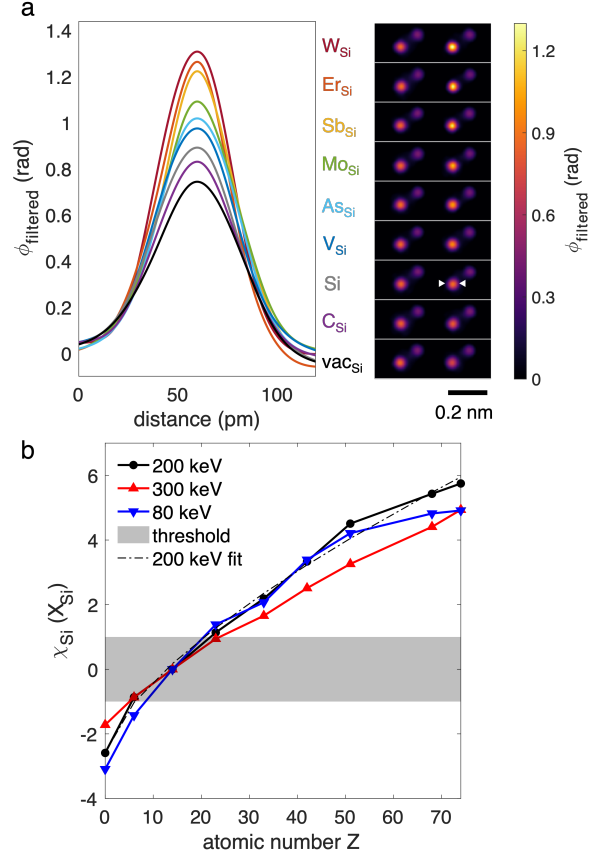 a
1.4
1.2
1
0.8
0.6
0.4
0.2
0
0 50 100
distance (pm)
ϕfiltered (rad)
WSi
ErSi
SbSi
MoSi
AsSi
VSi
Si
CSi
vacSi
0.2 nm
1.2
0.9
0.6
0.3
0
ϕfiltered (rad)
b
200 keV
300 keV
80 keV
threshold
200 keV fit
6
4
2
0
-2
-4
χSi (XSi)
0 10 20 30 40 50 60 70
atomic number Z